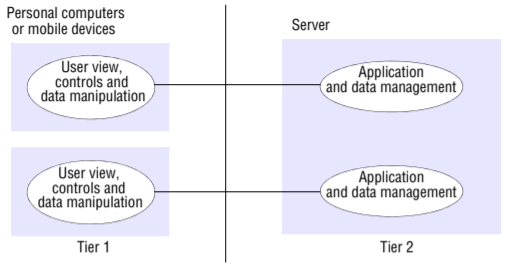 Personal computers
or mobile devices
Server
User view,
controls and
data manipulation
Application
and data management
User view,
controls and
data manipulation
Application
and data management
Tier 1
Tier 2